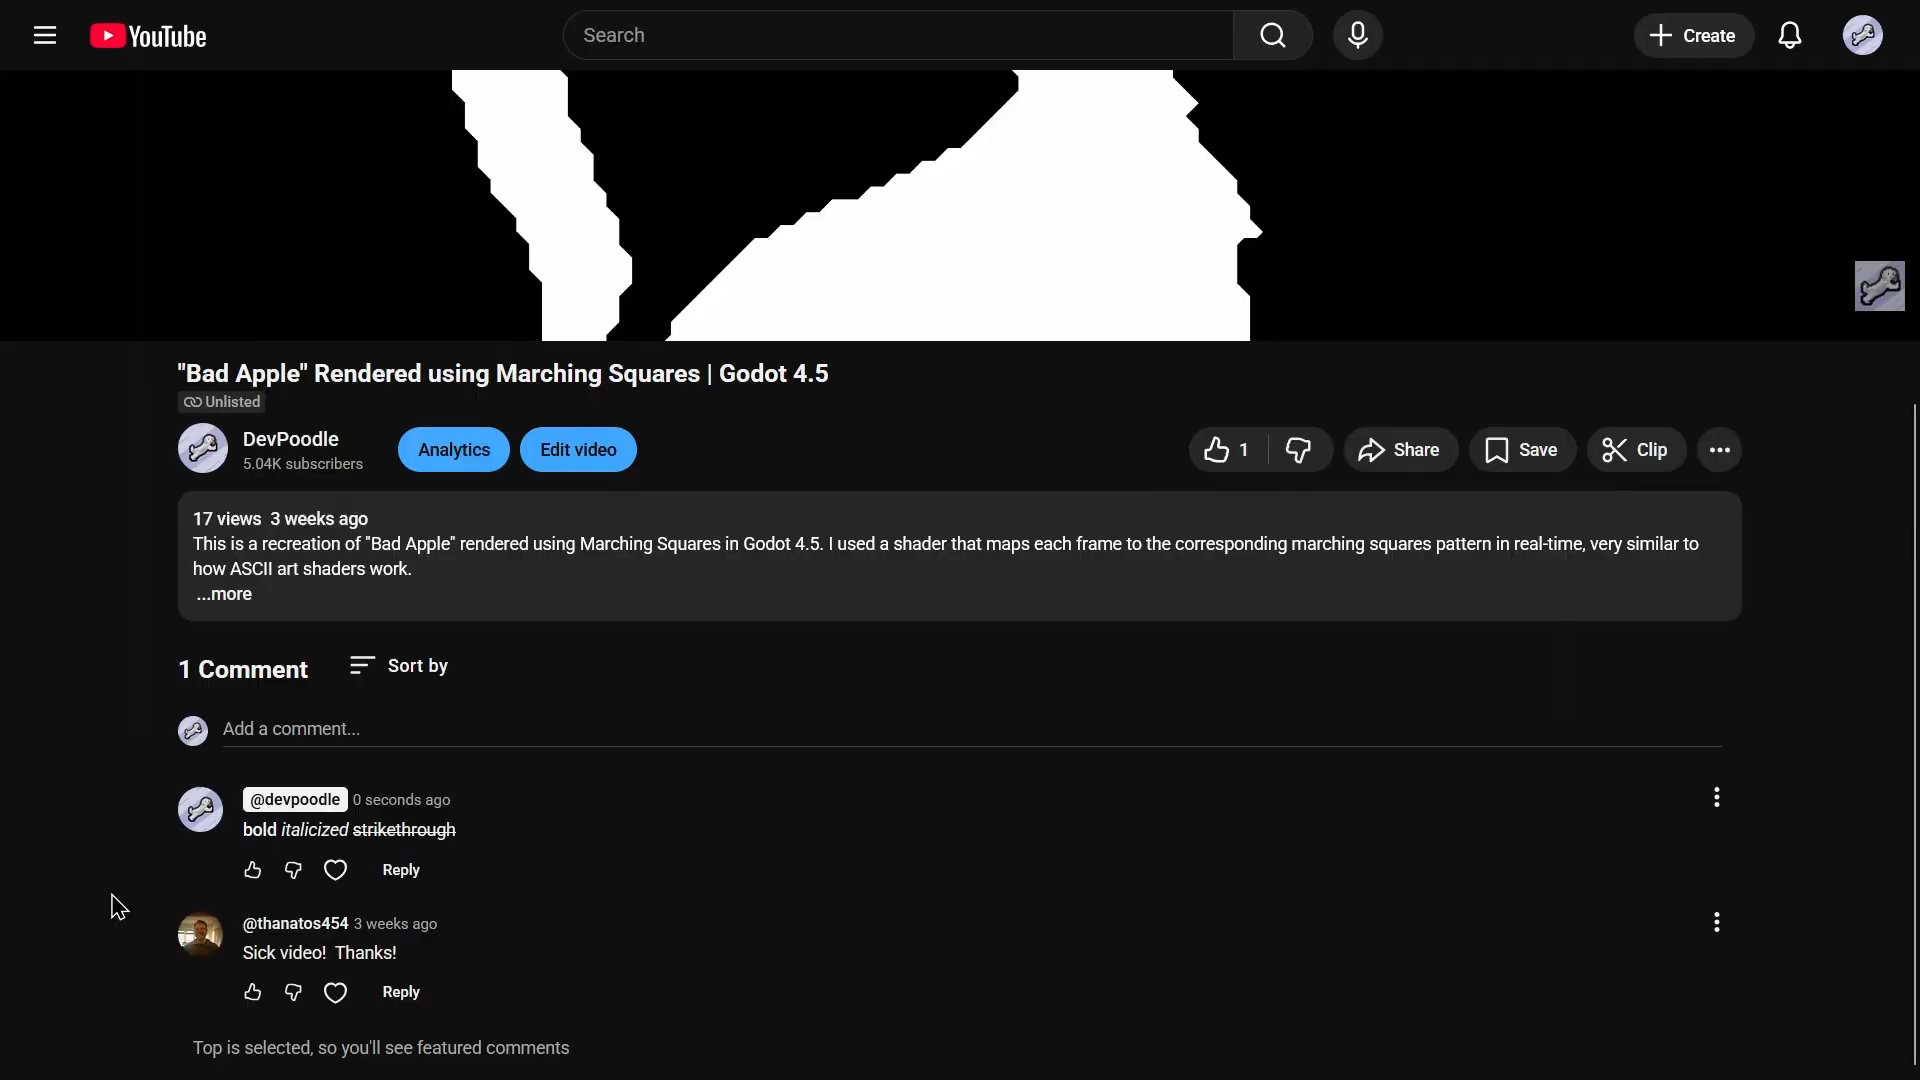 YouTube
Search
Create
"Bad Apple" Rendered using Marching Squares | Godot 4.5
Unlisted
DevPoodle
5.04K subscribers
Analytics
Edit video
1
Share
Save
Clip
17 views 3 weeks ago
This is a recreation of "Bad Apple" rendered using Marching Squares in Godot 4.5. I used a shader that maps each frame to the corresponding marching squares pattern in real-time, very similar to
how ASCII art shaders work.
...more
1 Comment
Sort by
Add a comment...
@devpoodle 0 seconds ago
bold italicized strikethrough
Reply
@thanatos454 3 weeks ago
Sick video! Thanks!
Reply
Top is selected, so you'll see featured comments